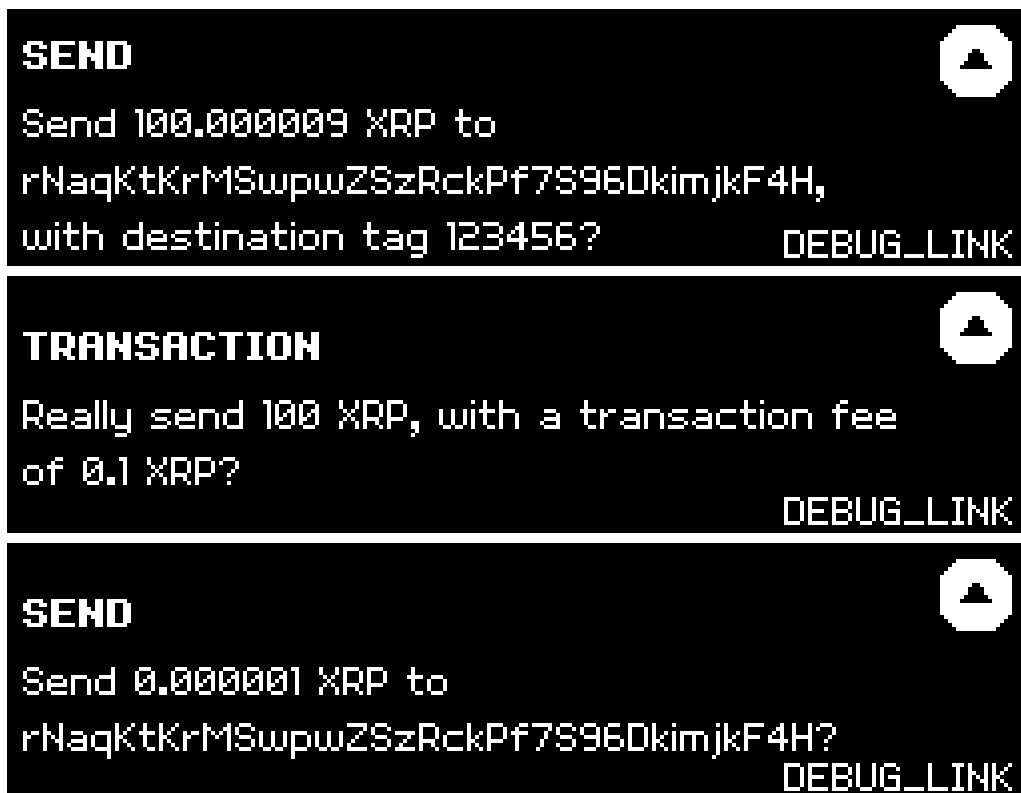 SEND
Send 100.000009 XRP to
rNaqKtKrMSwpwZSzRckPf7S96DkimjkF4H,
with destination tag 123456?
DEBUG_LINK
TRANSACTION
Really send 100 XRP, with a transaction fee
of 0.1 XRP?
DEBUG_LINK
SEND
Send 0.000001 XRP to
rNaqKtKrMSwpwZSzRckPf7S96DkimjkF4H?
DEBUG_LINK